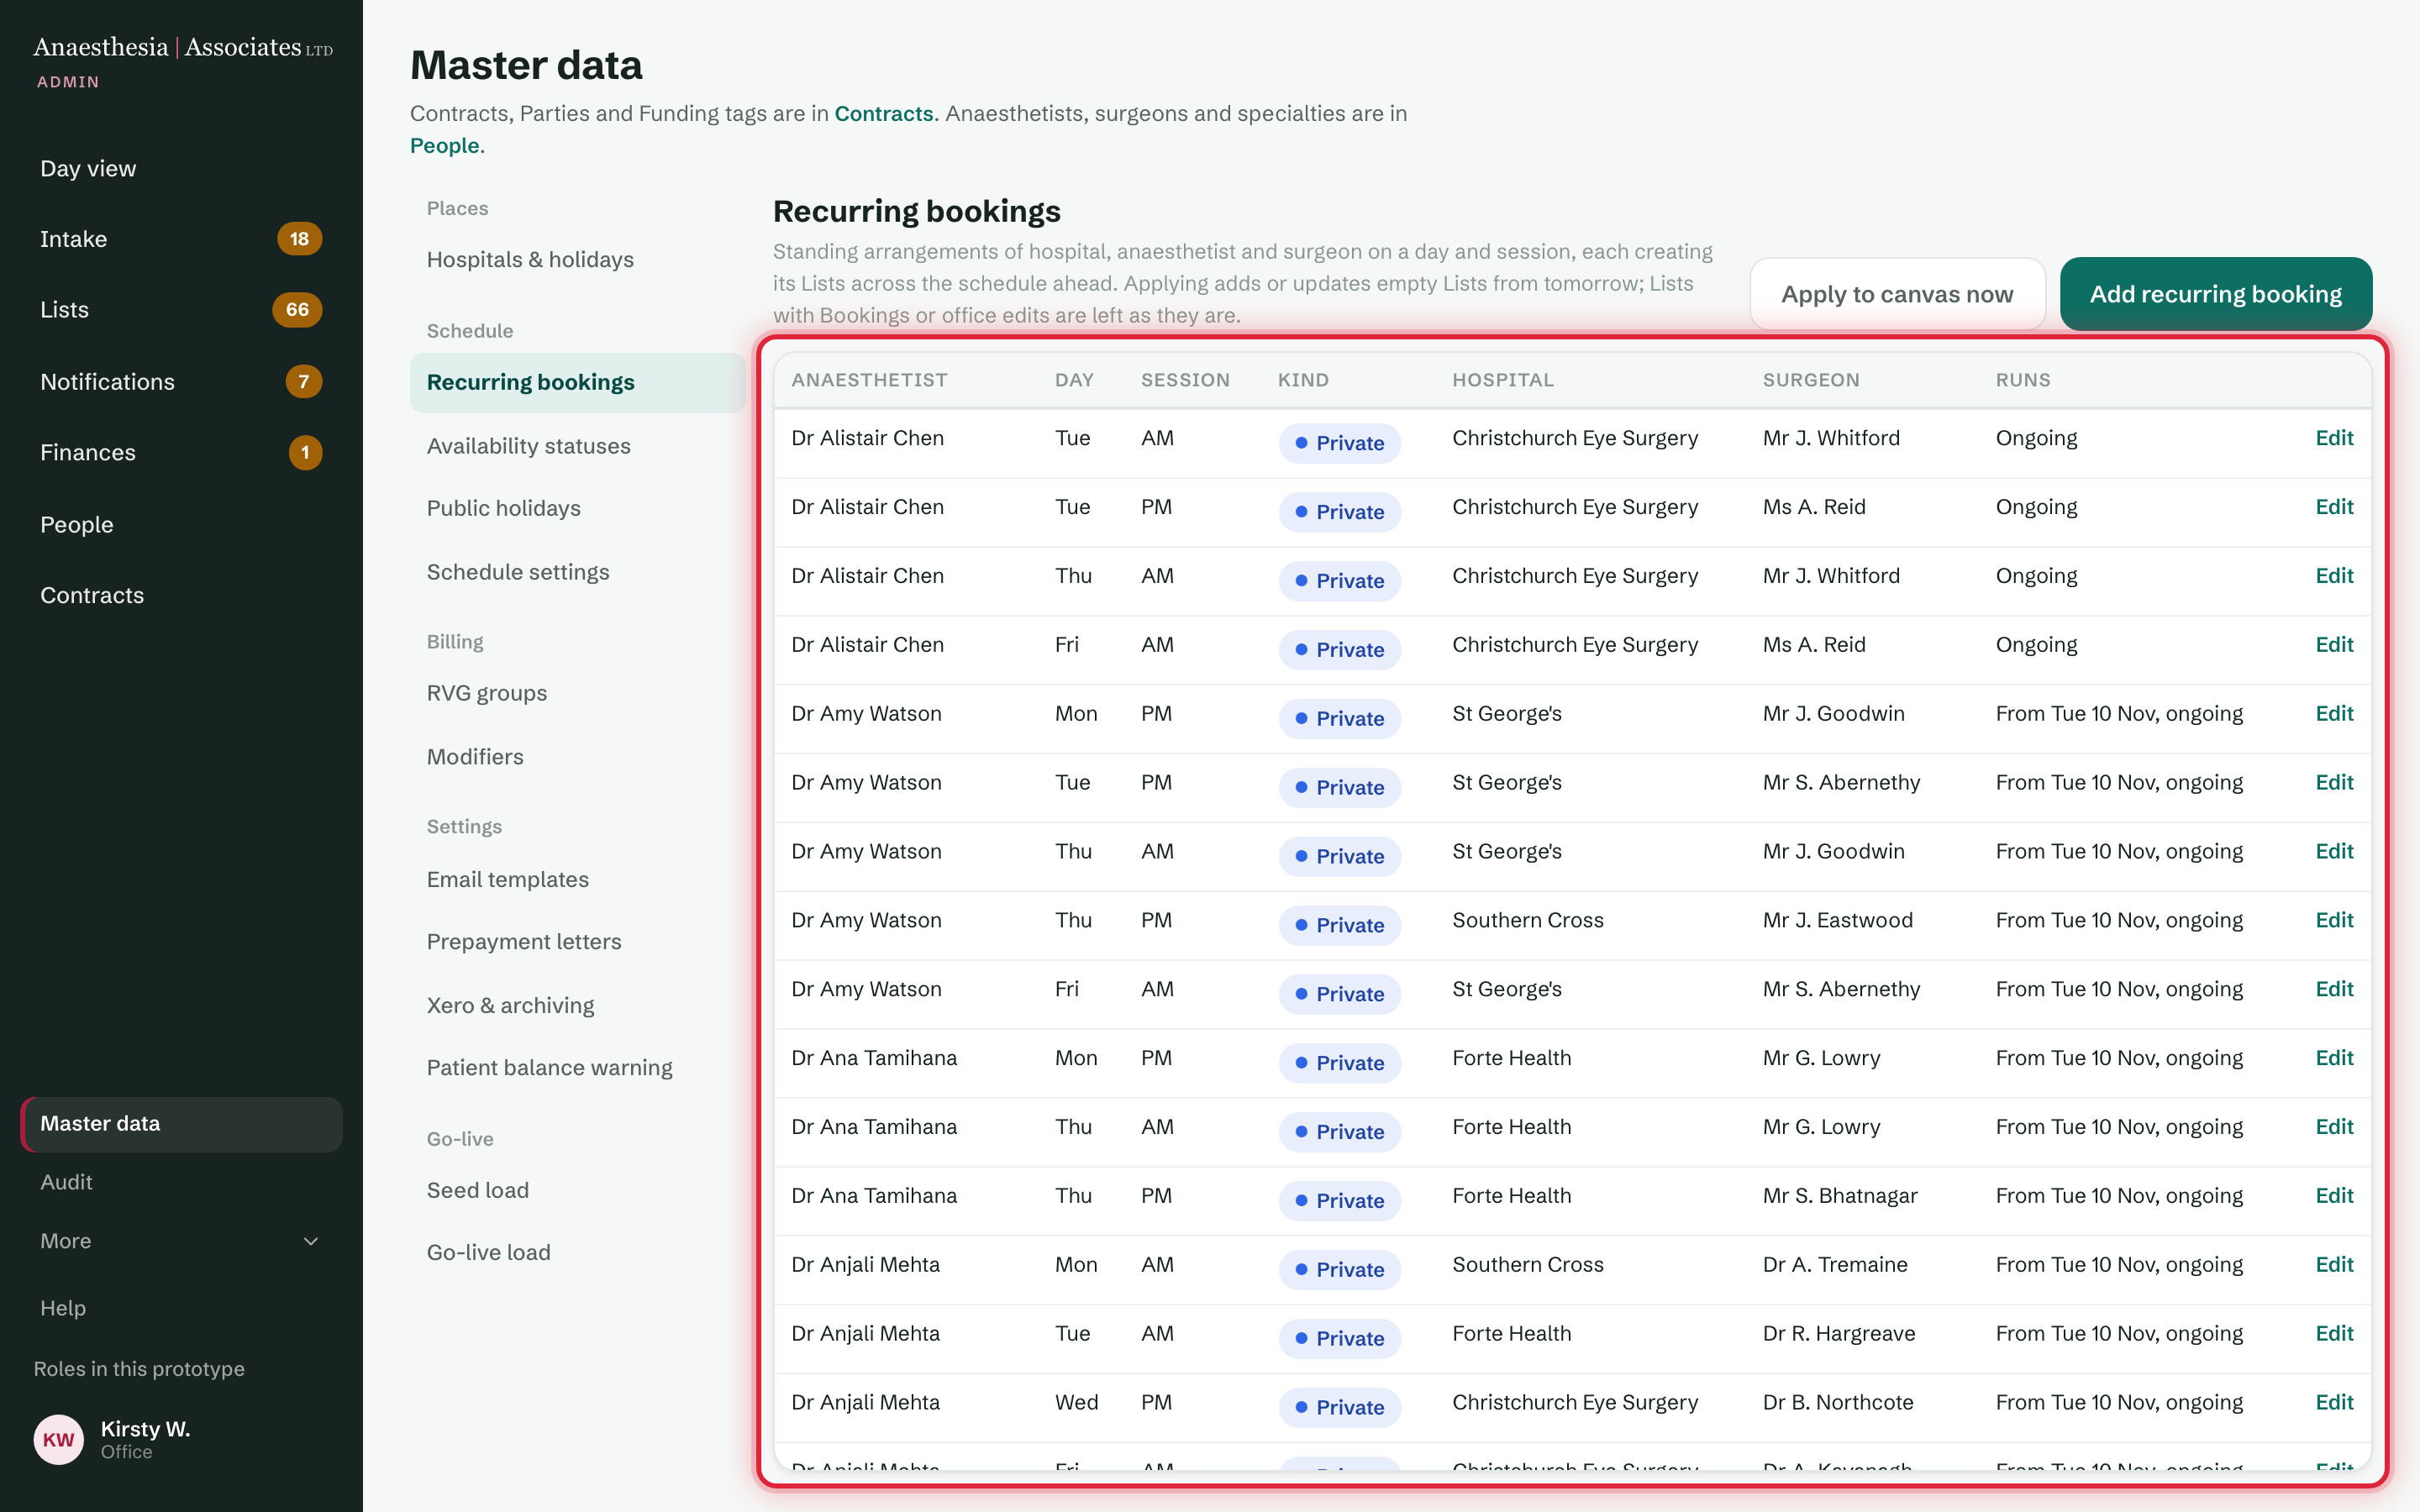 Anaesthesia | Associates LTD
ADMIN
Day view
Intake 18
Lists 66
Notifications 7
Finances 1
People
Contracts
Master data
Audit
More
Help
Roles in this prototype
KW
Kirsty W.
Office
Master data
Contracts, Parties and Funding tags are in Contracts. Anaesthetists, surgeons and specialties are in
People.
Places
Hospitals & holidays
Schedule
Recurring bookings
Availability statuses
Public holidays
Schedule settings
Billing
RVG groups
Modifiers
Settings
Email templates
Prepayment letters
Xero & archiving
Patient balance warning
Go-live
Seed load
Go-live load
Recurring bookings
Standing arrangements of hospital, anaesthetist and surgeon on a day and session, each creating
its Lists across the schedule ahead. Applying adds or updates empty Lists from tomorrow; Lists
with Bookings or office edits are left as they are.
Apply to canvas now
Add recurring booking
ANAESTHETIST DAY SESSION KIND HOSPITAL SURGEON RUNS
Dr Alistair Chen Tue AM Private Christchurch Eye Surgery Mr J. Whitford Ongoing Edit
Dr Alistair Chen Tue PM Private Christchurch Eye Surgery Ms A. Reid Ongoing Edit
Dr Alistair Chen Thu AM Private Christchurch Eye Surgery Mr J. Whitford Ongoing Edit
Dr Alistair Chen Fri AM Private Christchurch Eye Surgery Ms A. Reid Ongoing Edit
Dr Amy Watson Mon PM Private St George's Mr J. Goodwin From Tue 10 Nov, ongoing Edit
Dr Amy Watson Tue PM Private St George's Mr S. Abernethy From Tue 10 Nov, ongoing Edit
Dr Amy Watson Thu AM Private St George's Mr J. Goodwin From Tue 10 Nov, ongoing Edit
Dr Amy Watson Thu PM Private Southern Cross Mr J. Eastwood From Tue 10 Nov, ongoing Edit
Dr Amy Watson Fri AM Private St George's Mr S. Abernethy From Tue 10 Nov, ongoing Edit
Dr Ana Tamihana Mon PM Private Forte Health Mr G. Lowry From Tue 10 Nov, ongoing Edit
Dr Ana Tamihana Thu AM Private Forte Health Mr G. Lowry From Tue 10 Nov, ongoing Edit
Dr Ana Tamihana Thu PM Private Forte Health Mr S. Bhatnagar From Tue 10 Nov, ongoing Edit
Dr Anjali Mehta Mon AM Private Southern Cross Dr A. Tremaine From Tue 10 Nov, ongoing Edit
Dr Anjali Mehta Tue AM Private Forte Health Dr R. Hargreave From Tue 10 Nov, ongoing Edit
Dr Anjali Mehta Wed PM Private Christchurch Eye Surgery Dr B. Northcote From Tue 10 Nov, ongoing Edit